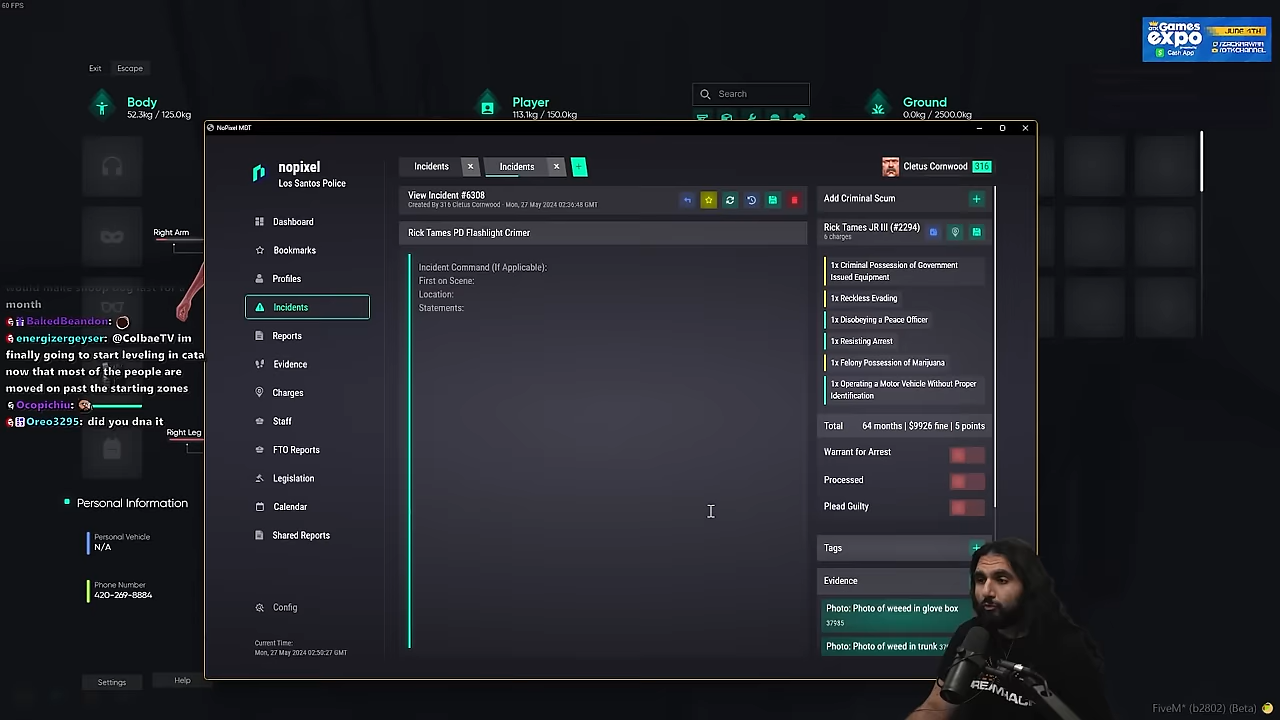 60 FPS
Games
expo
Cash App
JUNE 4TH
Exit
Escape
Body
52.3kg / 125.0kg
Player
113.1kg / 150.0kg
Search
Ground
0.0kg / 2500.0kg
NoPixel MDT
nopixel
Los Santos Police
Incidents
Incidents
Cletus Cornwood 316
Dashboard
Bookmarks
Profiles
Incidents
Reports
Evidence
Charges
Staff
FTO Reports
Legislation
Calendar
Shared Reports
Config
Current Time:
Mon, 27 May 2024 02:50:27 GMT
View Incident #6308
Created By 316 Cletus Cornwood - Mon, 27 May 2024 02:36:48 GMT
Rick Tames PD Flashlight Crimer
Incident Command (If Applicable):
First on Scene:
Location:
Statements:
Add Criminal Scum
Rick Tames JR III (#2294)
6 charges
1x Criminal Possession of Government
Issued Equipment
1x Reckless Evading
1x Disobeying a Peace Officer
1x Resisting Arrest
1x Felony Possession of Marijuana
1x Operating a Motor Vehicle Without Proper
Identification
Total 64 months | $9926 fine | 5 points
Warrant for Arrest
Processed
Plead Guilty
Tags
Evidence
Photo: Photo of weeed in glove box
37985
Photo: Photo of weed in trunk
Right Arm
Right Leg
month
BakedBeandon:
energizergeyser: @ColbaeTV im
finally going to start leveling in cata
now that most of the people are
moved on past the starting zones
Ocopichiu:
Oreo3295: did you dna it
Personal Information
Personal Vehicle
N/A
Phone Number
420-269-8884
Settings
Help
FiveM* (b2802) (Beta)